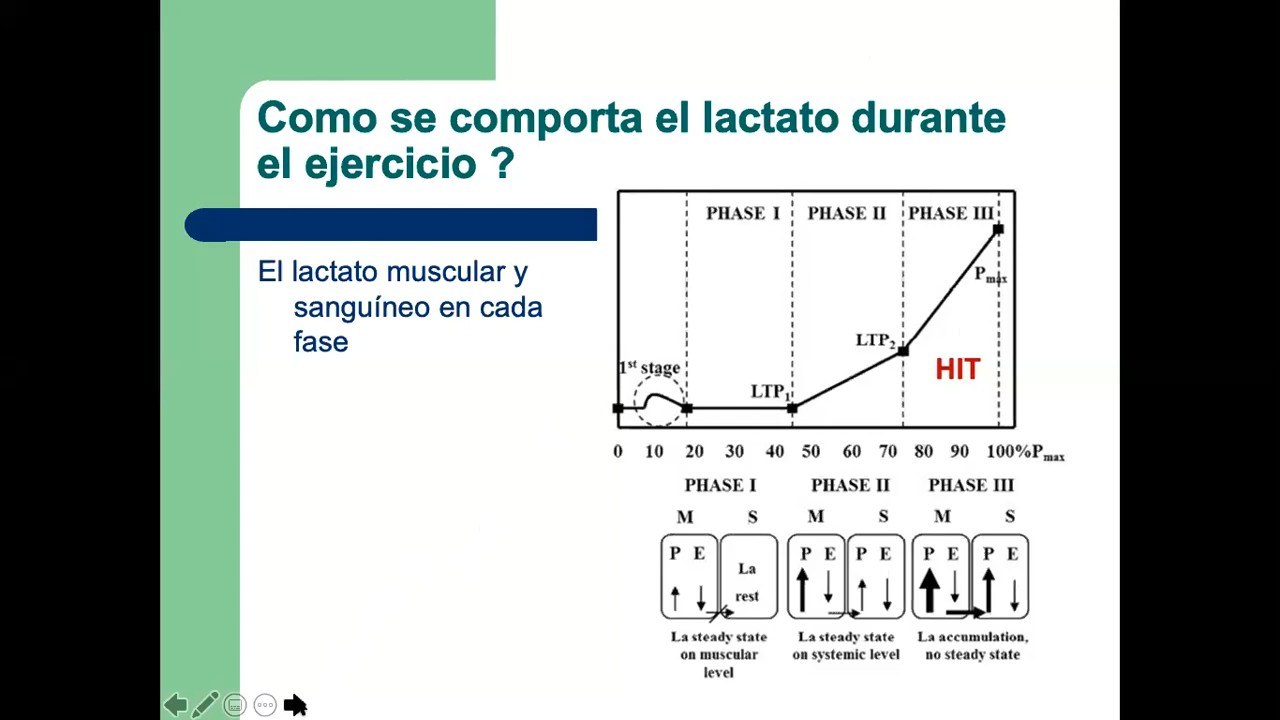 Como se comporta el lactato durante
el ejercicio ?
El lactato muscular y
sanguíneo en cada
fase
PHASE I PHASE II PHASE III
Pmáx
LTP2
HIT
1st stage
LTP1
0 10 20 30 40 50 60 70 80 90 100%Pmax
PHASE I PHASE II PHASE III
M S M S M S
P E P E P E P E P E
La
rest
La steady state
on muscular
level
La steady state
on systemic level
La accumulation,
no steady state